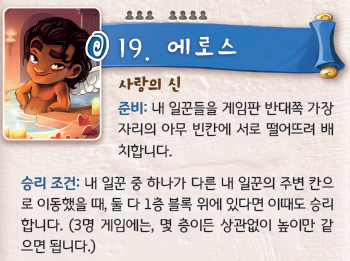 19. 에로스
사랑의 신
준비: 내 일꾼들을 게임판 반대쪽 가장
자리의 아무 빈칸에 서로 떨어뜨려 배
치합니다.
승리 조건: 내 일꾼 중 하나가 다른 내 일꾼의 주변 칸으
로 이동했을 때, 둘 다 1층 블록 위에 있다면 이때도 승리
합니다. (3명 게임에는, 몇 층이든 상관없이 높이만 같
으면 됩니다.)